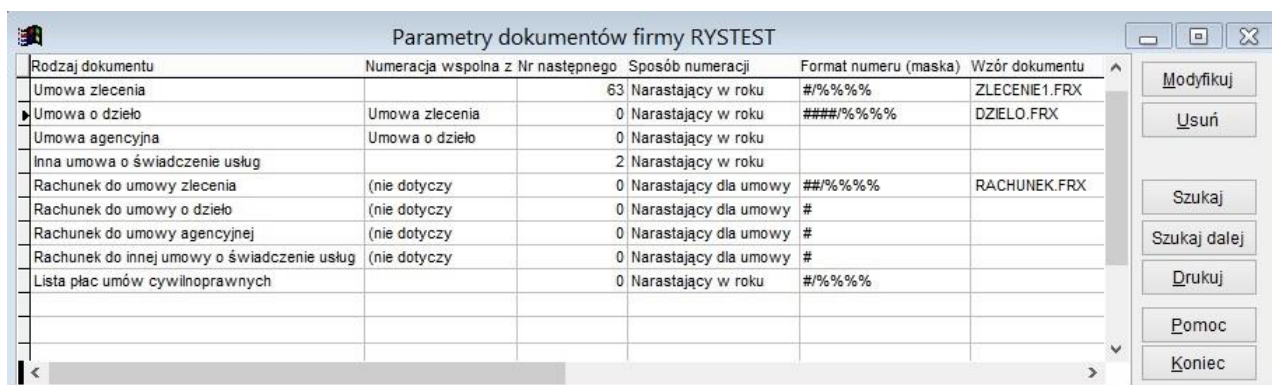 Parametry dokumentów firmy RYSTEST
Rodzaj dokumentu Numeracja wspolna z Nr następnego Sposób numeracji Format numeru (maska) Wzór dokumentu
Umowa zlecenia 63 Narastający w roku #/%%%% ZLECENIE1.FRX
Umowa o dzieło Umowa zlecenia 0 Narastający w roku ####/%%%% DZIELO.FRX
Umowa agencyjna Umowa o dzieło 0 Narastający w roku
Inna umowa o świadczenie usług 2 Narastający w roku
Rachunek do umowy zlecenia (nie dotyczy 0 Narastający dla umowy ##/%%%% RACHUNEK.FRX
Rachunek do umowy o dzieło (nie dotyczy 0 Narastający dla umowy #
Rachunek do umowy agencyjnej (nie dotyczy 0 Narastający dla umowy #
Rachunek do innej umowy o świadczenie usług (nie dotyczy 0 Narastający dla umowy #
Lista płac umów cywilnoprawnych 0 Narastający w roku #/%%%%
Modyfikuj
Usuń
Szukaj
Szukaj dalej
Drukuj
Pomoc
Koniec